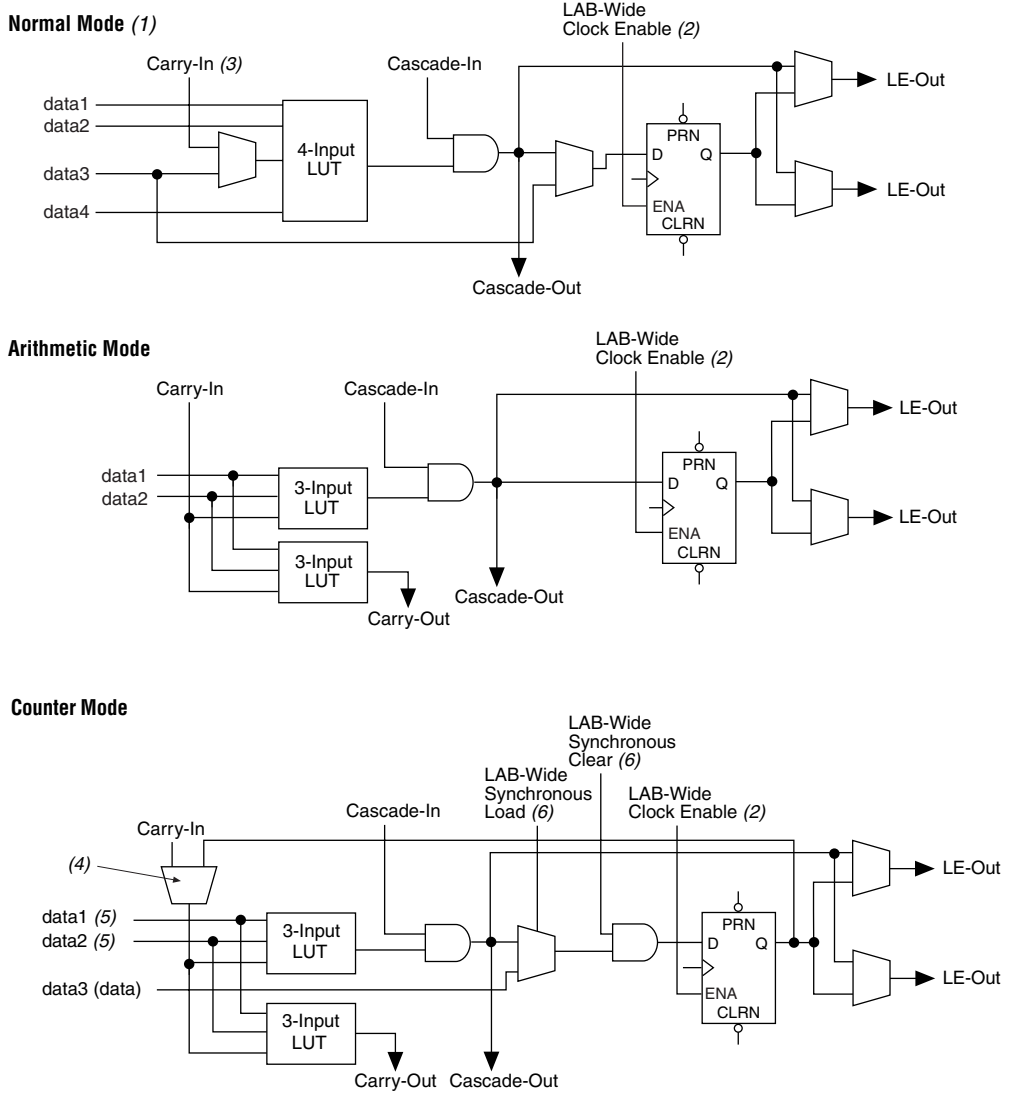 Normal Mode (1)
LAB-Wide
Clock Enable (2)
Carry-In (3)
Cascade-In
LE-Out
data1
data2
4-Input
LUT
PRN
D
Q
data3
LE-Out
data4
ENA
CLRN
Cascade-Out
Arithmetic Mode
LAB-Wide
Clock Enable (2)
Carry-In
Cascade-In
LE-Out
data1
data2
3-Input
LUT
PRN
D
Q
LE-Out
ENA
CLRN
3-Input
LUT
Cascade-Out
Carry-Out
Counter Mode
LAB-Wide
Synchronous
Clear (6)
LAB-Wide
Synchronous
Load (6)
LAB-Wide
Clock Enable (2)
Cascade-In
Carry-In
(4)
LE-Out
data1 (5)
data2 (5)
3-Input
LUT
PRN
D
Q
data3 (data)
LE-Out
ENA
CLRN
3-Input
LUT
Carry-Out
Cascade-Out